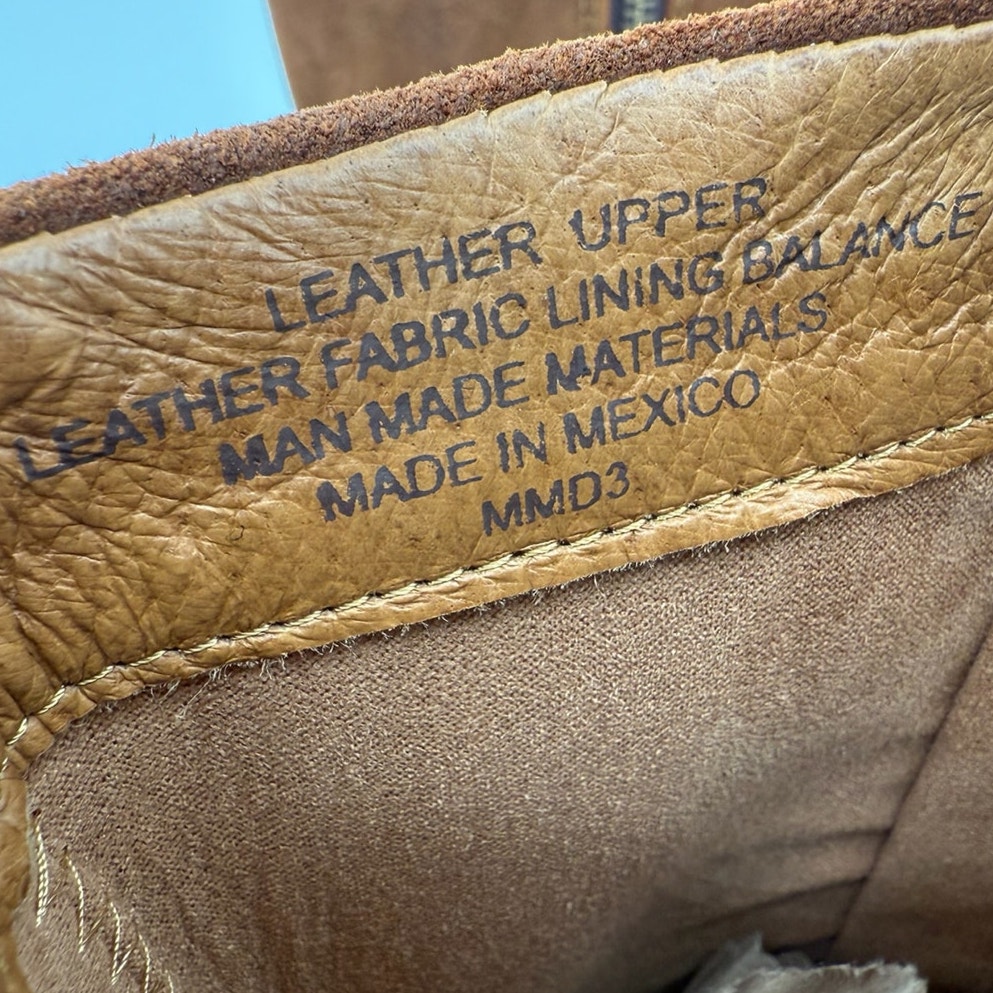 LEATHER UPPER
LEATHER FABRIC LINING BALANCE
MAN MADE MATERIALS
MADE IN MEXICO
MMD3